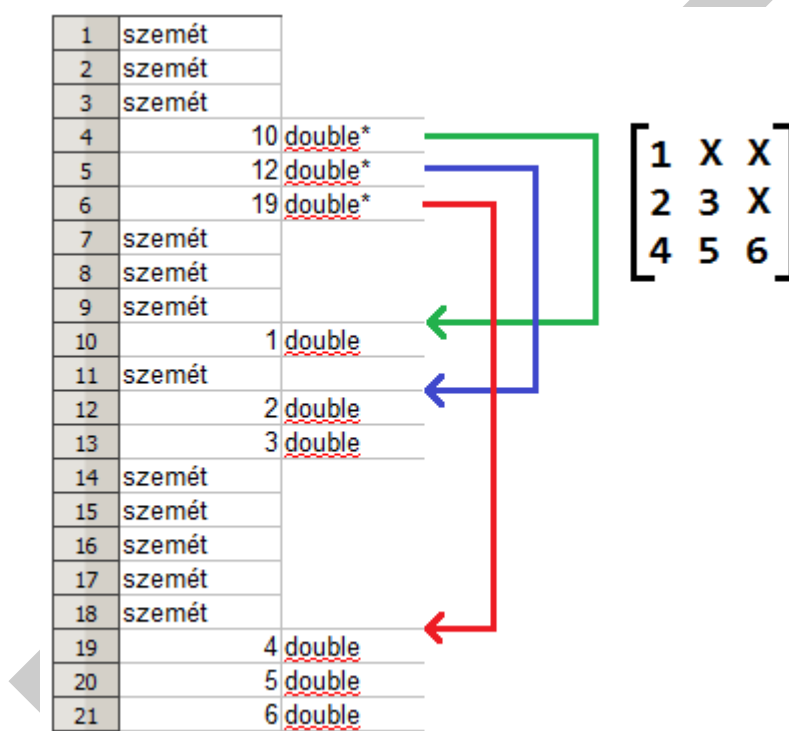 1 szemét
2 szemét
3 szemét
4 10 double*
5 12 double*
6 19 double*
7 szemét
8 szemét
9 szemét
10 1 double
11 szemét
12 2 double
13 3 double
14 szemét
15 szemét
16 szemét
17 szemét
18 szemét
19 4 double
20 5 double
21 6 double
1 X X
2 3 X
4 5 6